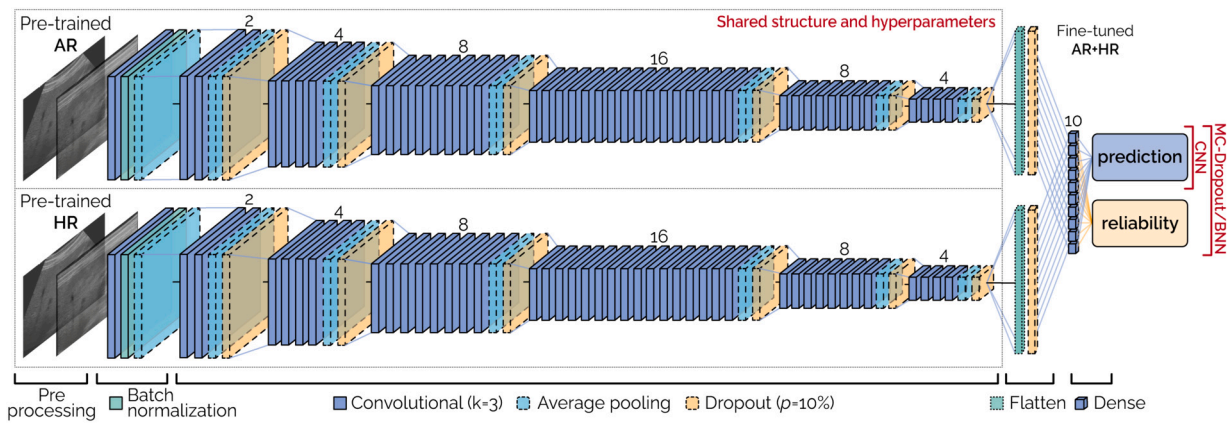 Pre-trained
AR
2
4
8
16
8
4
Shared structure and hyperparameters
Fine-tuned
AR+HR
10
prediction
CNN
MC-Dropout/BNN
reliability
Pre-trained
HR
2
4
8
16
8
4
Pre
processing
Batch
normalization
Convolutional (k=3)
Average pooling
Dropout (p=10%)
Flatten
Dense